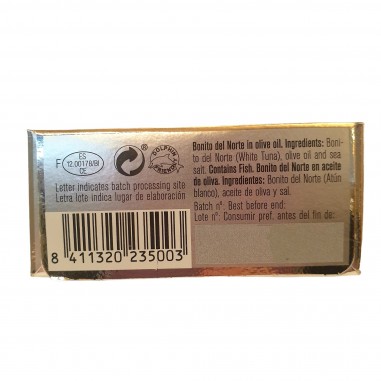 F
ES
12.00178/BI
CE
®
DOLPHIN
FRIENDLY
Letter indicates batch processing site
Letra lote indica lugar de elaboración
8 411320 235003
Bonito del Norte in olive oil. Ingredients: Boni-
to del Norte (White Tuna), olive oil and sea
salt. Contains Fish. Bonito del Norte en aceite
de oliva. Ingredientes: Bonito del Norte (Atún
blanco), aceite de oliva y sal.
Batch nº: Best before end:
Lote nº: Consumir pref. antes del fin de: